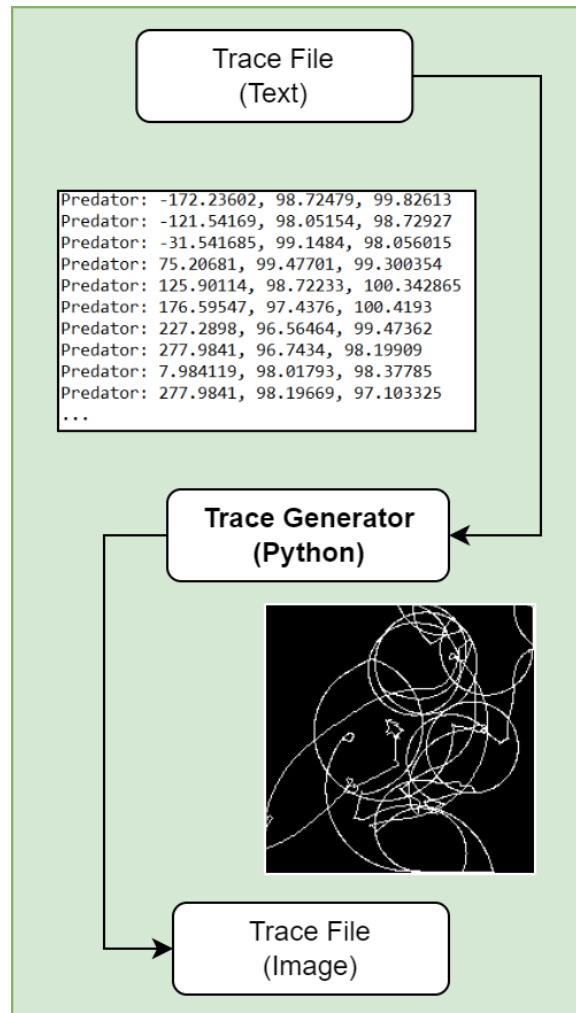 Trace File
(Text)
Predator: -172.23602, 98.72479, 99.82613
Predator: -121.54169, 98.05154, 98.72927
Predator: -31.541685, 99.1484, 98.056015
Predator: 75.20681, 99.47701, 99.300354
Predator: 125.90114, 98.72233, 100.342865
Predator: 176.59547, 97.4376, 100.4193
Predator: 227.2898, 96.56464, 99.47362
Predator: 277.9841, 96.7434, 98.19909
Predator: 7.984119, 98.01793, 98.37785
Predator: 277.9841, 98.19669, 97.103325
...
Trace Generator
(Python)
Trace File
(Image)